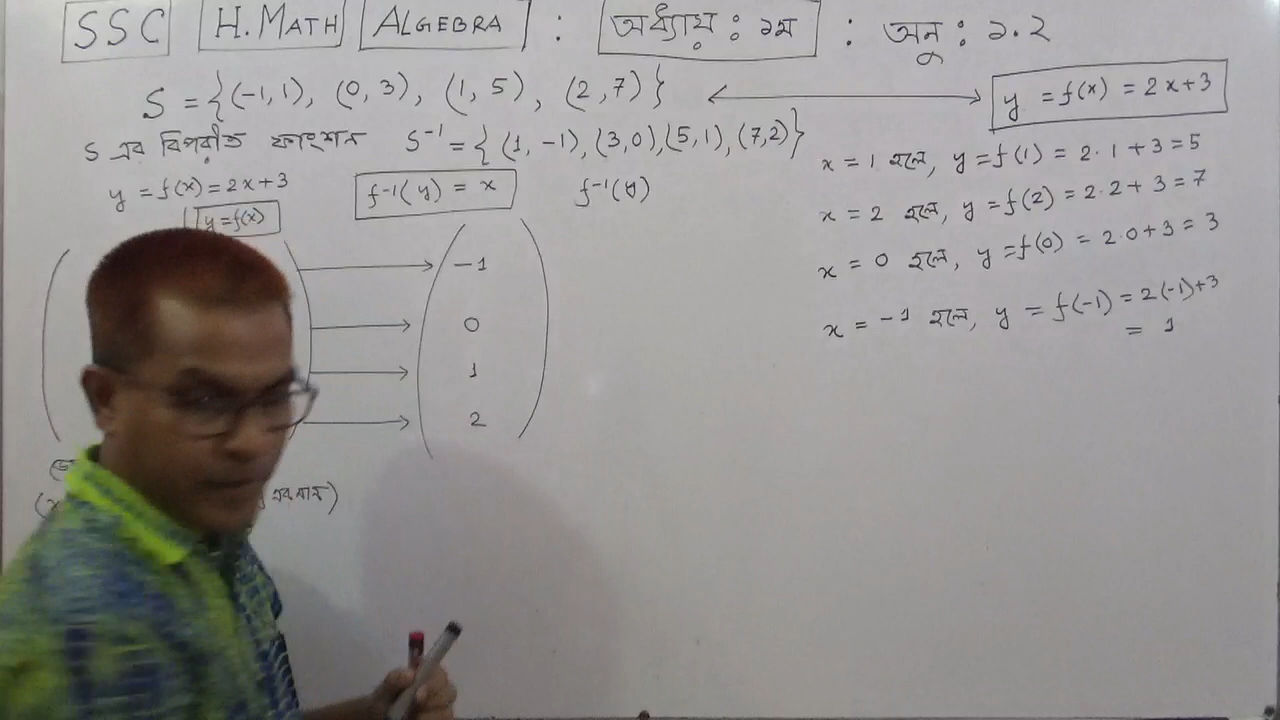 SSC H. MATH ALGEBRA : অধ্যায় : ১ম : অনু : ১.২
S = {(-1, 1), (0, 3), (1, 5), (2, 7)} ⟷ y = f(x) = 2x+3
S এর বিপরীত ফাংশন S⁻¹ = {(1, -1), (3,0), (5,1), (7,2)}
y = f(x) = 2x+3
f⁻¹(y) = x f⁻¹(y)
y = f(x)
→ -1
→ 0
→ 1
→ 2
একবার)
x = 1 হলে, y = f(1) = 2.1 + 3 = 5
x = 2 হলে, y = f(2) = 2.2 + 3 = 7
x = 0 হলে, y = f(0) = 2.0 + 3 = 3
x = -1 হলে, y = f(-1) = 2(-1)+3
= 1